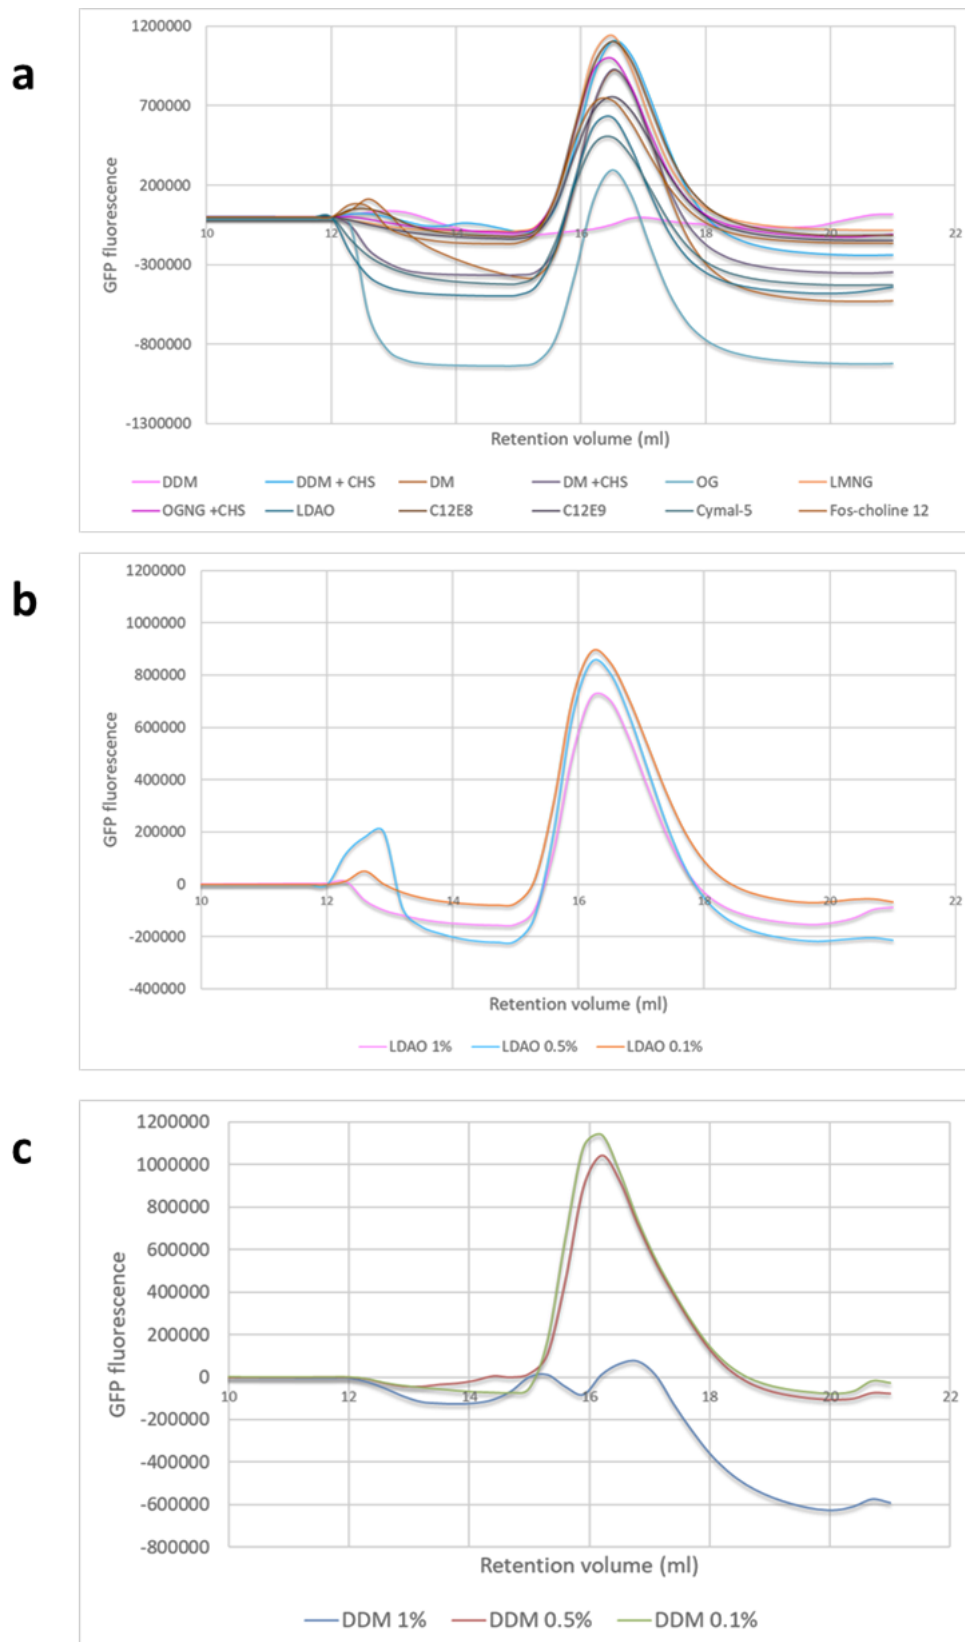 a
1200000
700000
200000
-300000
-800000
-1300000
10 12 14 16 18 20 22
GFP fluorescence
Retention volume (ml)
DDM DDM + CHS DM DM +CHS OG LMNG
OGNG +CHS LDAO C12E8 C12E9 Cymal-5 Fos-choline 12
b
1200000
1000000
800000
600000
400000
200000
0
-200000
-400000
10 12 14 16 18 20 22
GFP fluorescence
Retention volume (ml)
LDAO 1% LDAO 0.5% LDAO 0.1%
c
1200000
1000000
800000
600000
400000
200000
0
-200000
-400000
-600000
-800000
10 12 14 16 18 20 22
GFP fluorescence
Retention volume (ml)
DDM 1% DDM 0.5% DDM 0.1%